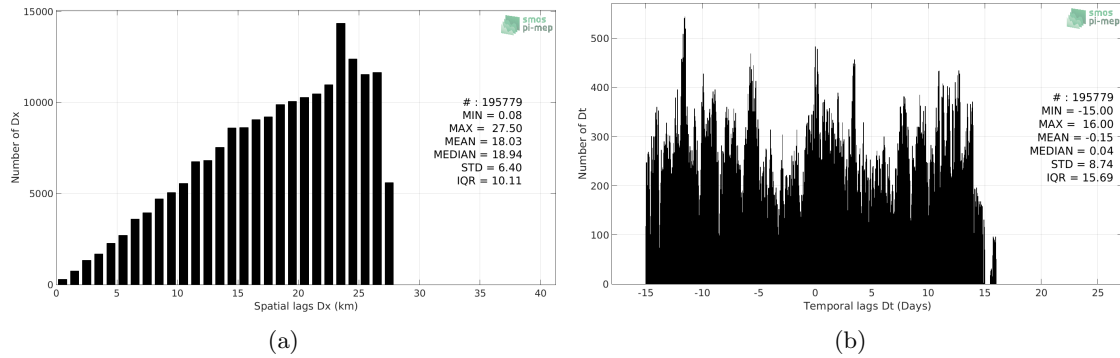 15000
10000
5000
0
Number of Dx
0 5 10 15 20 25 30 35 40
Spatial lags Dx (km)
smos
pi-mep
# : 195779
MIN = 0.08
MAX = 27.50
MEAN = 18.03
MEDIAN = 18.94
STD = 6.40
IQR = 10.11
(a)
500
400
300
200
100
0
Number of Dt
-15 -10 -5 0 5 10 15 20 25
Temporal lags Dt (Days)
smos
pi-mep
# : 195779
MIN = -15.00
MAX = 16.00
MEAN = -0.15
MEDIAN = 0.04
STD = 8.74
IQR = 15.69
(b)